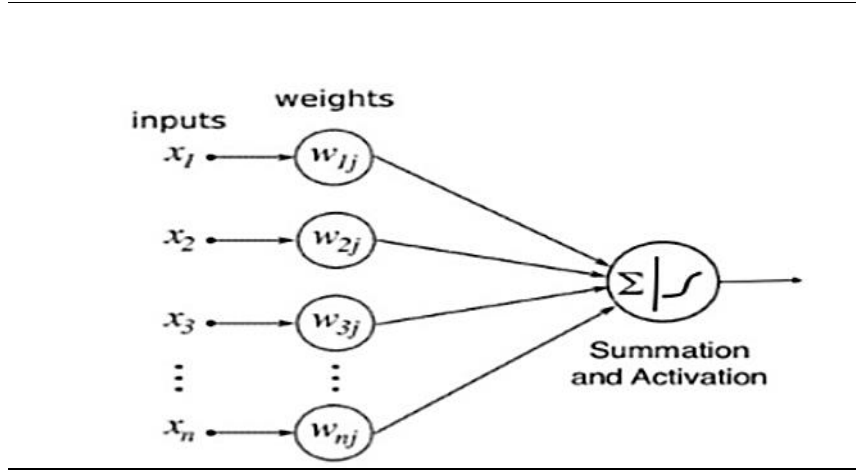 weights
inputs
x1 w1j
x2 w2j
x3 w3j
Σ
Summation
and Activation
xn wnj